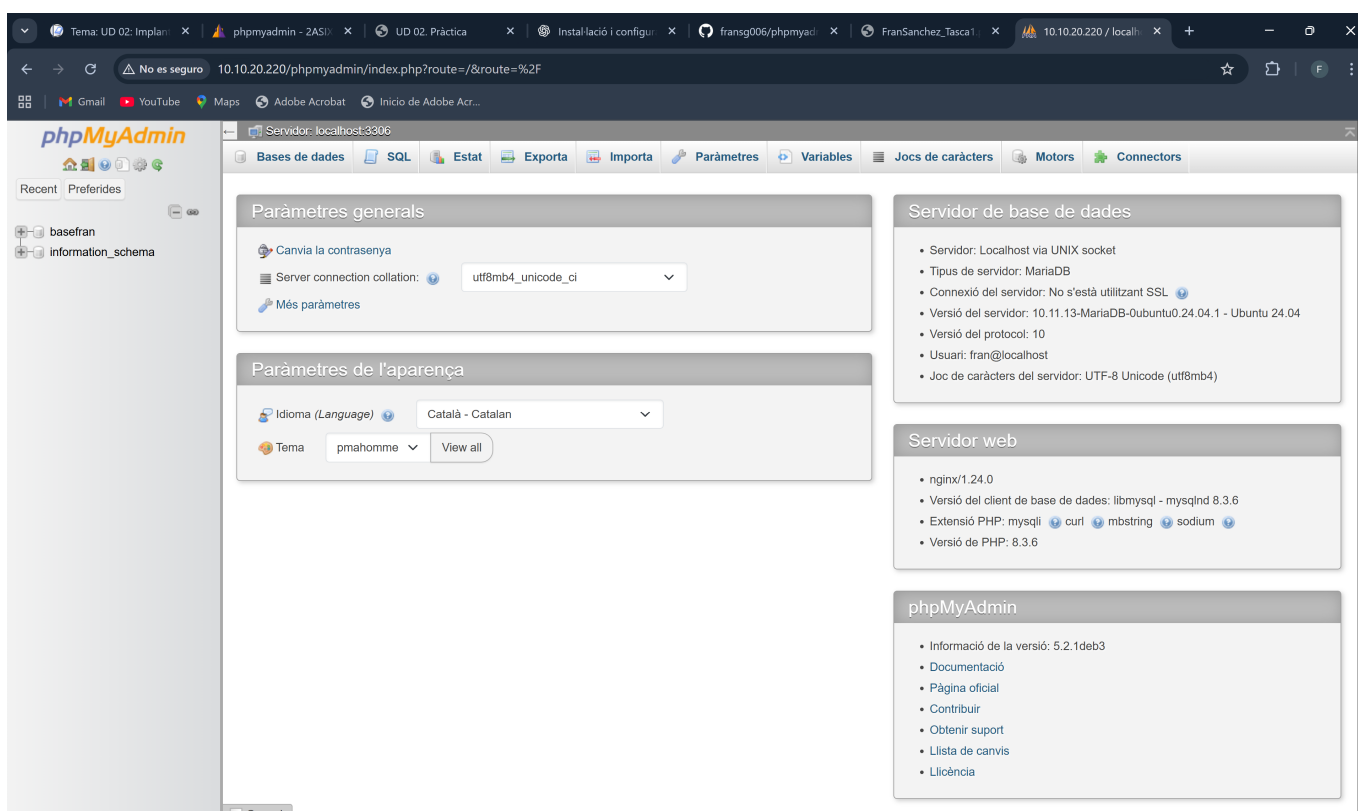 Tema: UD 02: Implan
phpmyadmin - 2ASIX
UD 02. Pràctica
Instal·lació i configur
fransg006/phpmyad
FranSanchez_Tasca1.
10.10.20.220 / localh
No es seguro
10.10.20.220/phpmyadmin/index.php?route=/&route=%2F
F
Gmail
YouTube
Maps
Adobe Acrobat
Inicio de Adobe Acr...
phpMyAdmin
Recent
Preferides
basefran
information_schema
Servidor: localhost:3306
Bases de dades
SQL
Estat
Exporta
Importa
Paràmetres
Variables
Jocs de caràcters
Motors
Connectors
Paràmetres generals
Canvia la contrasenya
Server connection collation:
utf8mb4_unicode_ci
Més paràmetres
Paràmetres de l'aparença
Idioma (Language)
Català - Catalan
Tema
pmahomme
View all
Servidor de base de dades
• Servidor: Localhost via UNIX socket
• Tipus de servidor: MariaDB
• Connexió del servidor: No s'està utilitzant SSL
• Versió del servidor: 10.11.13-MariaDB-0ubuntu0.24.04.1 - Ubuntu 24.04
• Versió del protocol: 10
• Usuari: fran@localhost
• Joc de caràcters del servidor: UTF-8 Unicode (utf8mb4)
Servidor web
• nginx/1.24.0
• Versió del client de base de dades: libmysql - mysqlnd 8.3.6
• Extensió PHP: mysqli curl mbstring sodium
• Versió de PHP: 8.3.6
phpMyAdmin
• Informació de la versió: 5.2.1deb3
• Documentació
• Pàgina oficial
• Contribuir
• Obtenir suport
• Llista de canvis
• Llicència